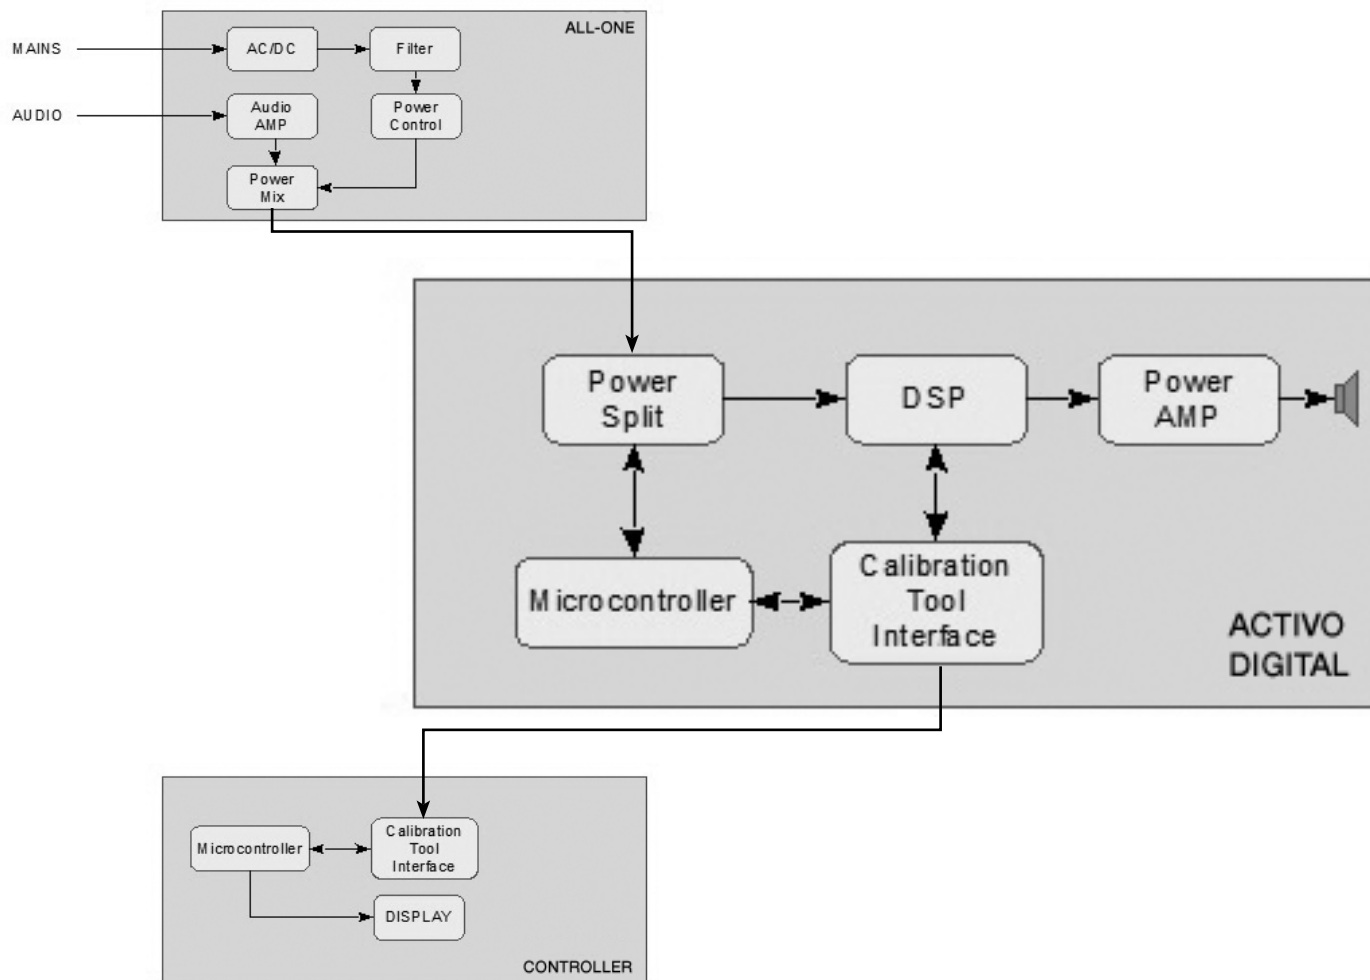 ALL-ONE
MAINS
AC/DC
Filter
AUDIO
Audio
AMP
Power
Control
Power
Mix
Power
Split
DSP
Power
AMP
Microcontroller
Calibration
Tool
Interface
ACTIVO
DIGITAL
Microcontroller
Calibration
Tool
Interface
DISPLAY
CONTROLLER